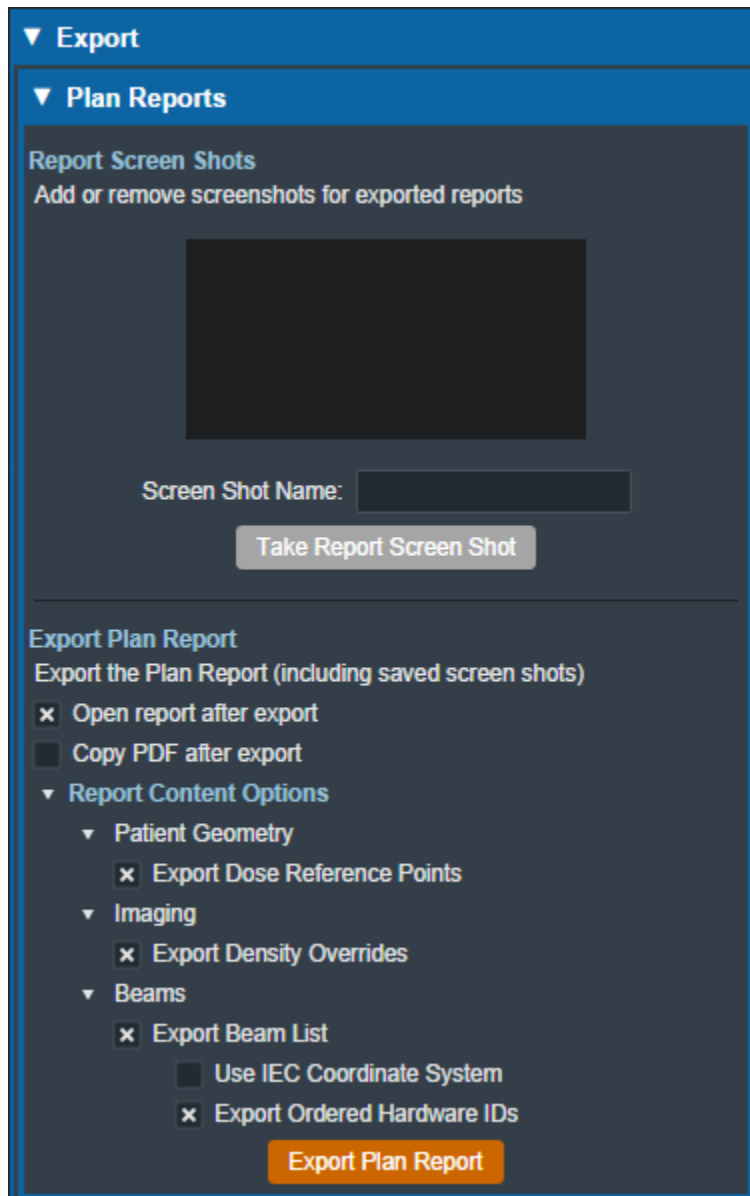 Export
Plan Reports
Report Screen Shots
Add or remove screenshots for exported reports
Screen Shot Name:
Take Report Screen Shot
Export Plan Report
Export the Plan Report (including saved screen shots)
Open report after export
Copy PDF after export
Report Content Options
Patient Geometry
Export Dose Reference Points
Imaging
Export Density Overrides
Beams
Export Beam List
Use IEC Coordinate System
Export Ordered Hardware IDs
Export Plan Report